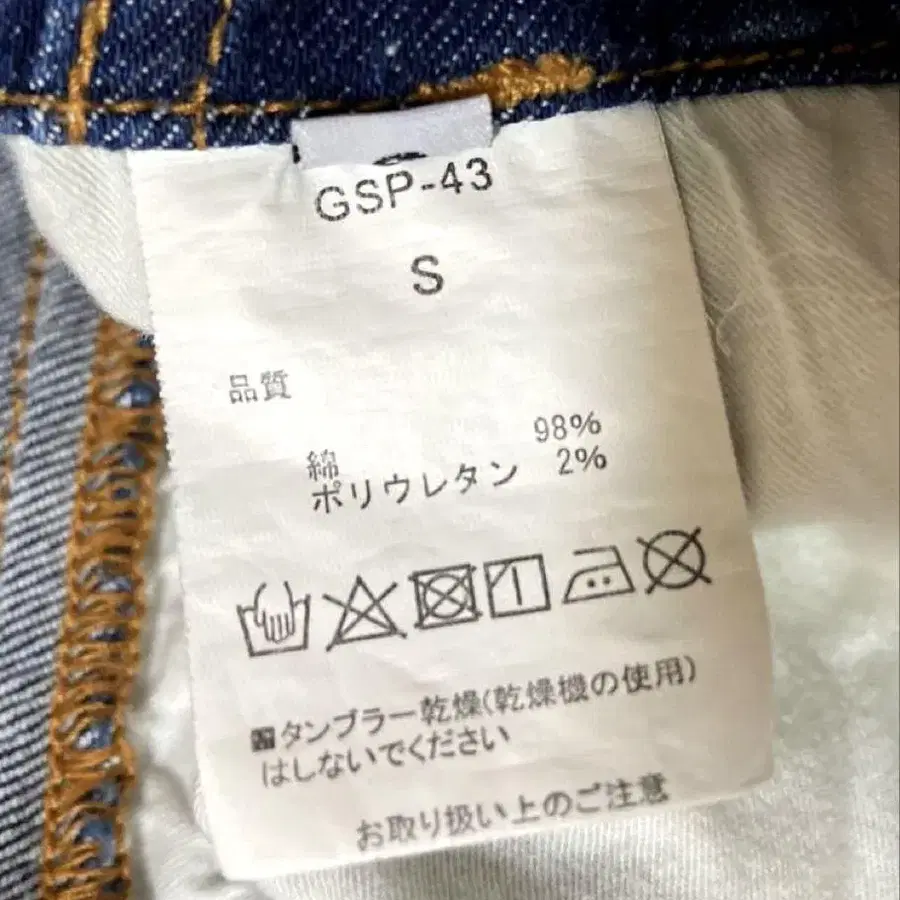 GSP-43
S
品質
綿 98%
ポリウレタン 2%
タンブラー乾燥(乾燥機の使用)
はしないでください
お取り扱い上のご注意